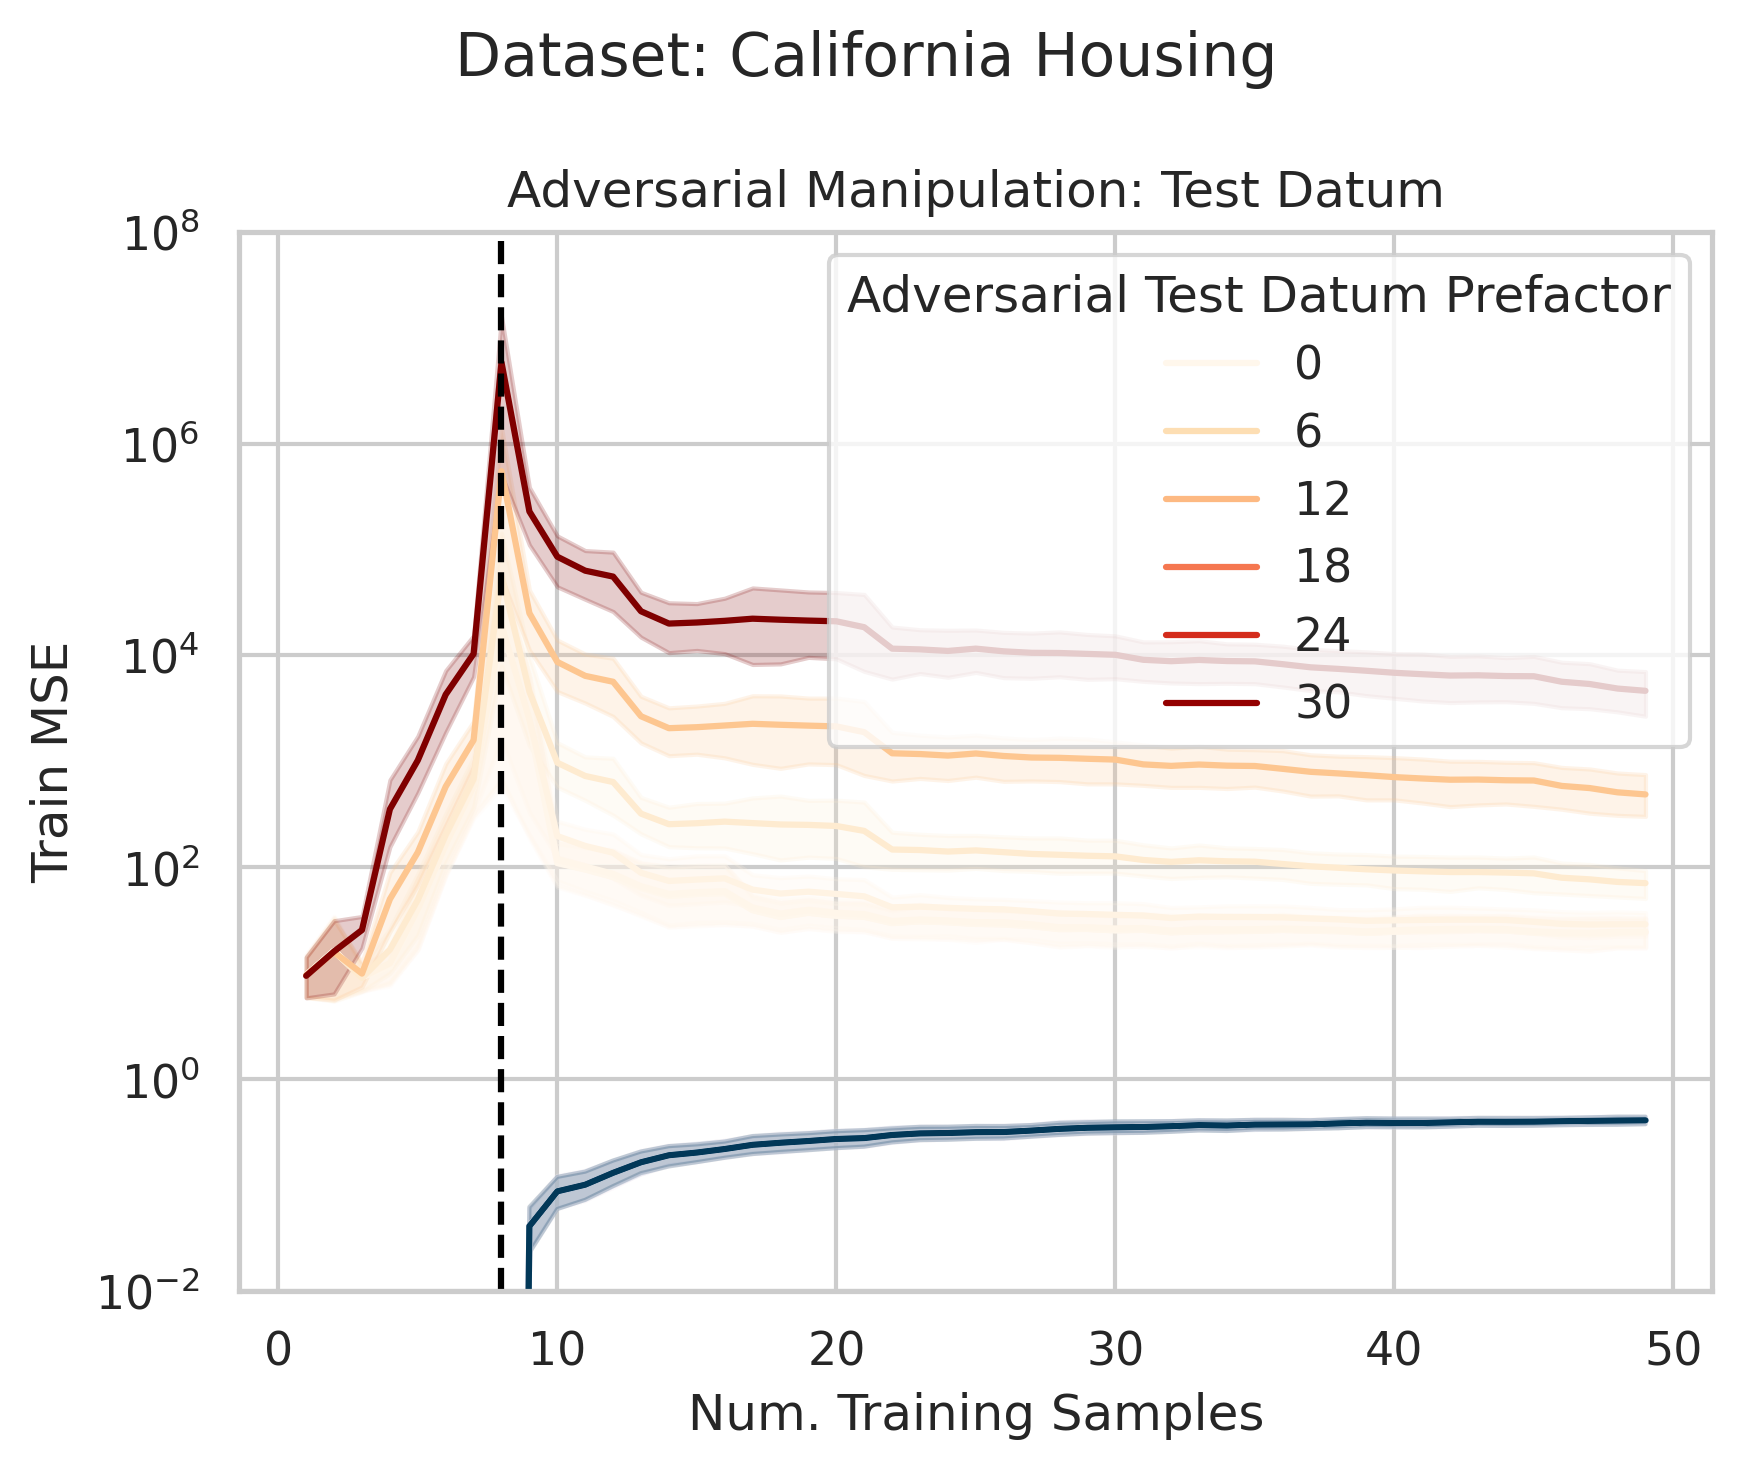 Dataset: California Housing
Adversarial Manipulation: Test Datum
10^8
10^6
10^4
10^2
10^0
10^−2
Train MSE
Adversarial Test Datum Prefactor
0
6
12
18
24
30
0 10 20 30 40 50
Num. Training Samples